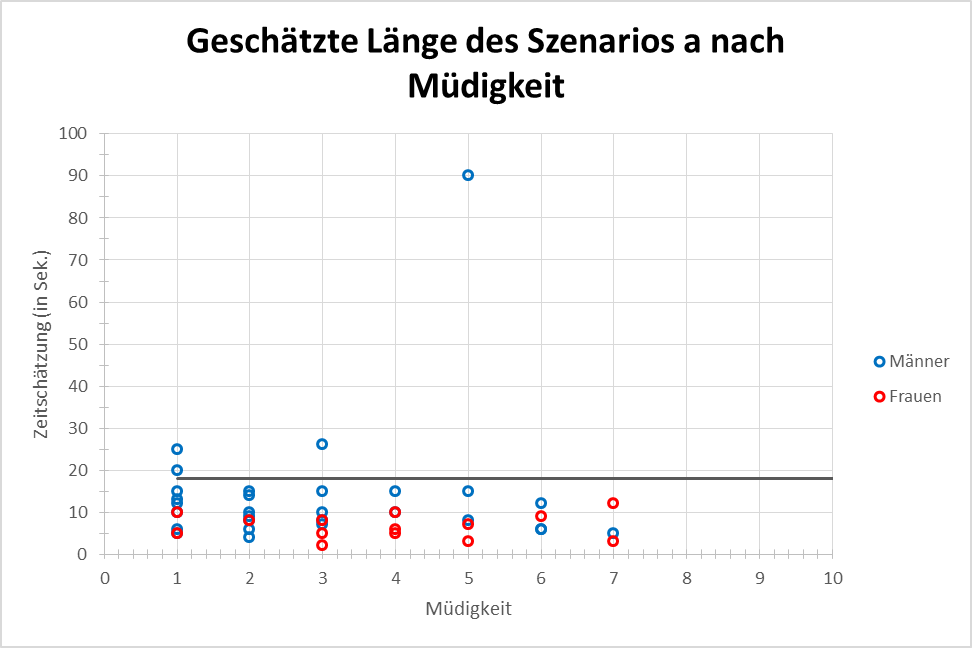 Geschätzte Länge des Szenarios a nach
Müdigkeit
100
90
80
70
60
50
40
30
20
10
0
Zeitschätzung (in Sek.)
0 1 2 3 4 5 6 7 8 9 10
Müdigkeit
Männer
Frauen